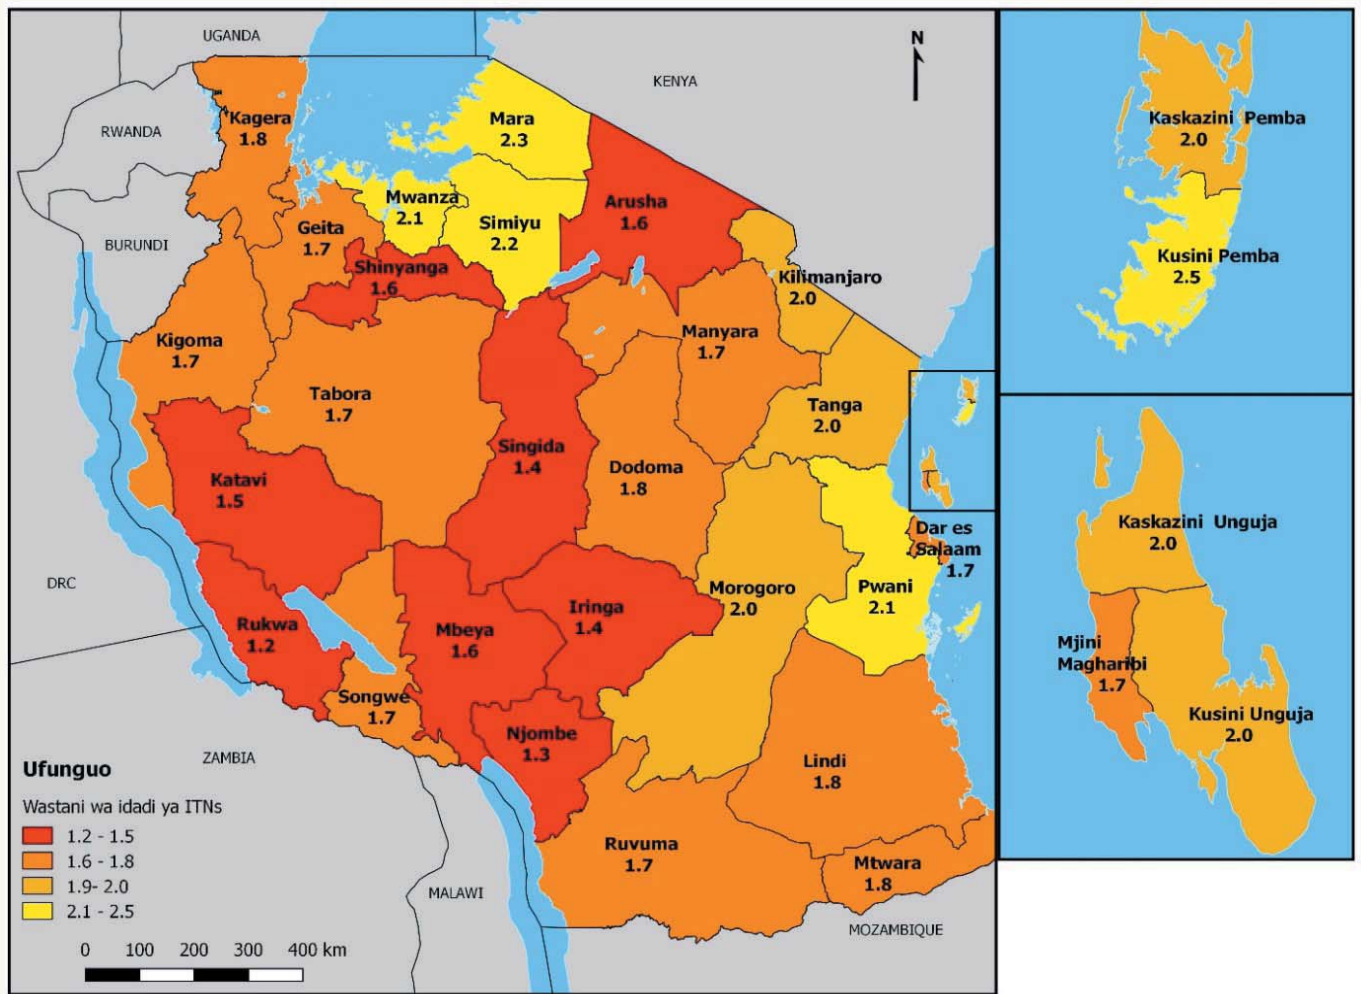 UGANDA
N
KENYA
RWANDA
BURUNDI
DRC
ZAMBIA
MALAWI
MOZAMBIQUE
Kagera
1.8
Mara
2.3
Mwanza
2.1
Simiyu
2.2
Arusha
1.6
Geita
1.7
Shinyanga
1.6
Kilimanjaro
2.0
Kigoma
1.7
Manyara
1.7
Tabora
1.7
Tanga
2.0
Singida
1.4
Dodoma
1.8
Katavi
1.5
Dar es
Salaam
1.7
Morogoro
2.0
Pwani
2.1
Rukwa
1.2
Mbeya
1.6
Iringa
1.4
Songwe
1.7
Njombe
1.3
Lindi
1.8
Ruvuma
1.7
Mtwara
1.8
Ufunguo
Wastani wa idadi ya ITNs
1.2 - 1.5
1.6 - 1.8
1.9- 2.0
2.1 - 2.5
0 100 200 300 400 km
Kaskazini Pemba
2.0
Kusini Pemba
2.5
Kaskazini Unguja
2.0
Mjini
Magharibi
1.7
Kusini Unguja
2.0